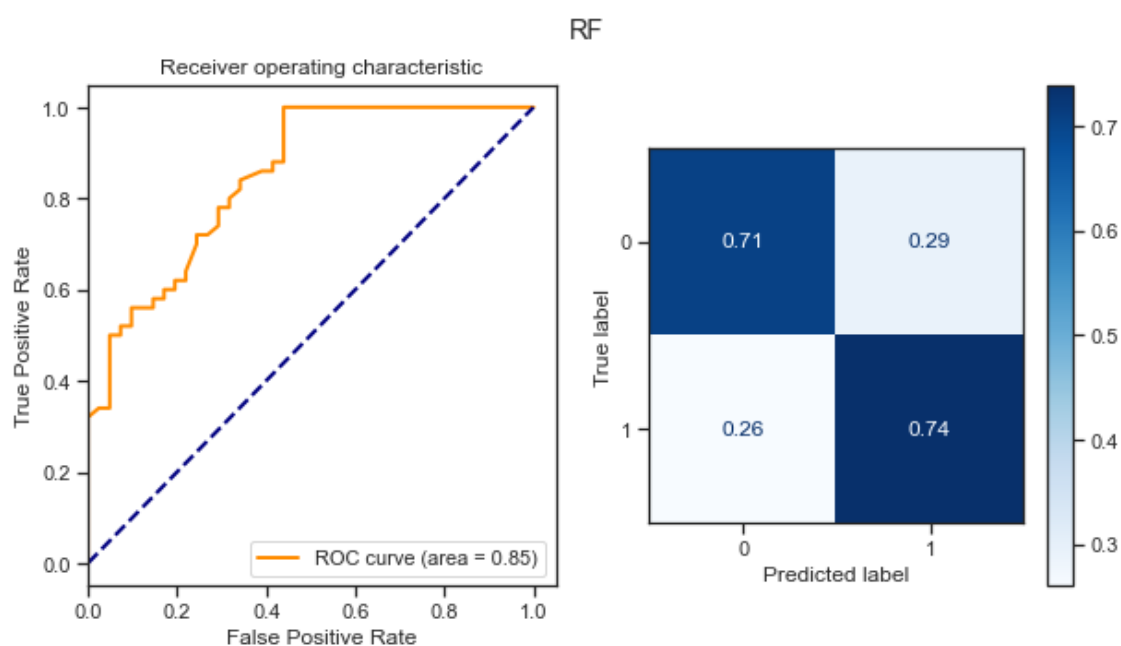 RF
Receiver operating characteristic
1.0
0.8
0.6
0.4
0.2
0.0
True Positive Rate
ROC curve (area = 0.85)
0.0 0.2 0.4 0.6 0.8 1.0
False Positive Rate
True label
0
1
0.71 0.29
0.26 0.74
0 1
Predicted label
0.7
0.6
0.5
0.4
0.3